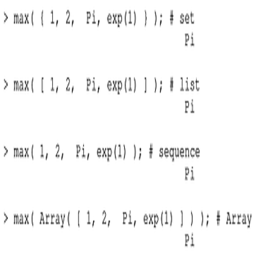 > max( { 1, 2, Pi, exp(1) } ); # set
Pi
> max( [ 1, 2, Pi, exp(1) ] ); # list
Pi
> max( 1, 2, Pi, exp(1) ); # sequence
Pi
> max( Array( [ 1, 2, Pi, exp(1) ] ) ); # Array
Pi